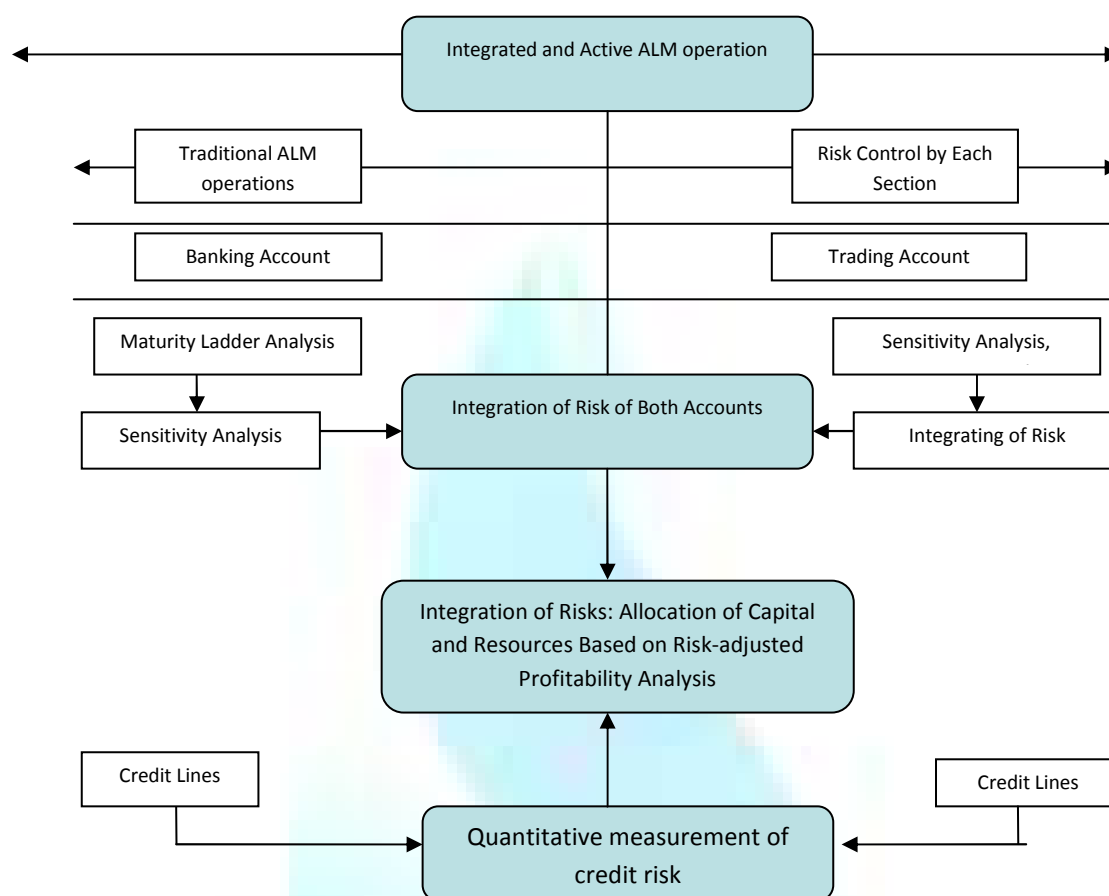 Integrated and Active ALM operation
Traditional ALM
operations
Risk Control by Each
Section
Banking Account
Trading Account
Maturity Ladder Analysis
Sensitivity Analysis,
Integration of Risk of Both Accounts
Sensitivity Analysis
Integrating of Risk
Integration of Risks: Allocation of Capital
and Resources Based on Risk-adjusted
Profitability Analysis
Credit Lines
Credit Lines
Quantitative measurement of
credit risk